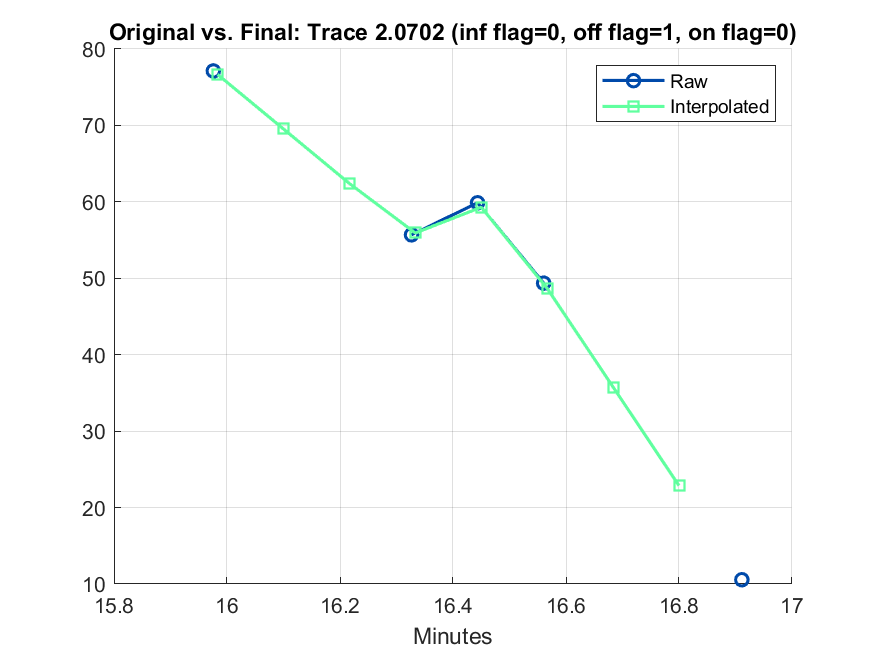 Original vs. Final: Trace 2.0702 (inf flag=0, off flag=1, on flag=0)
80
70
60
50
40
30
20
10
Raw
Interpolated
15.8 16 16.2 16.4 16.6 16.8 17
Minutes